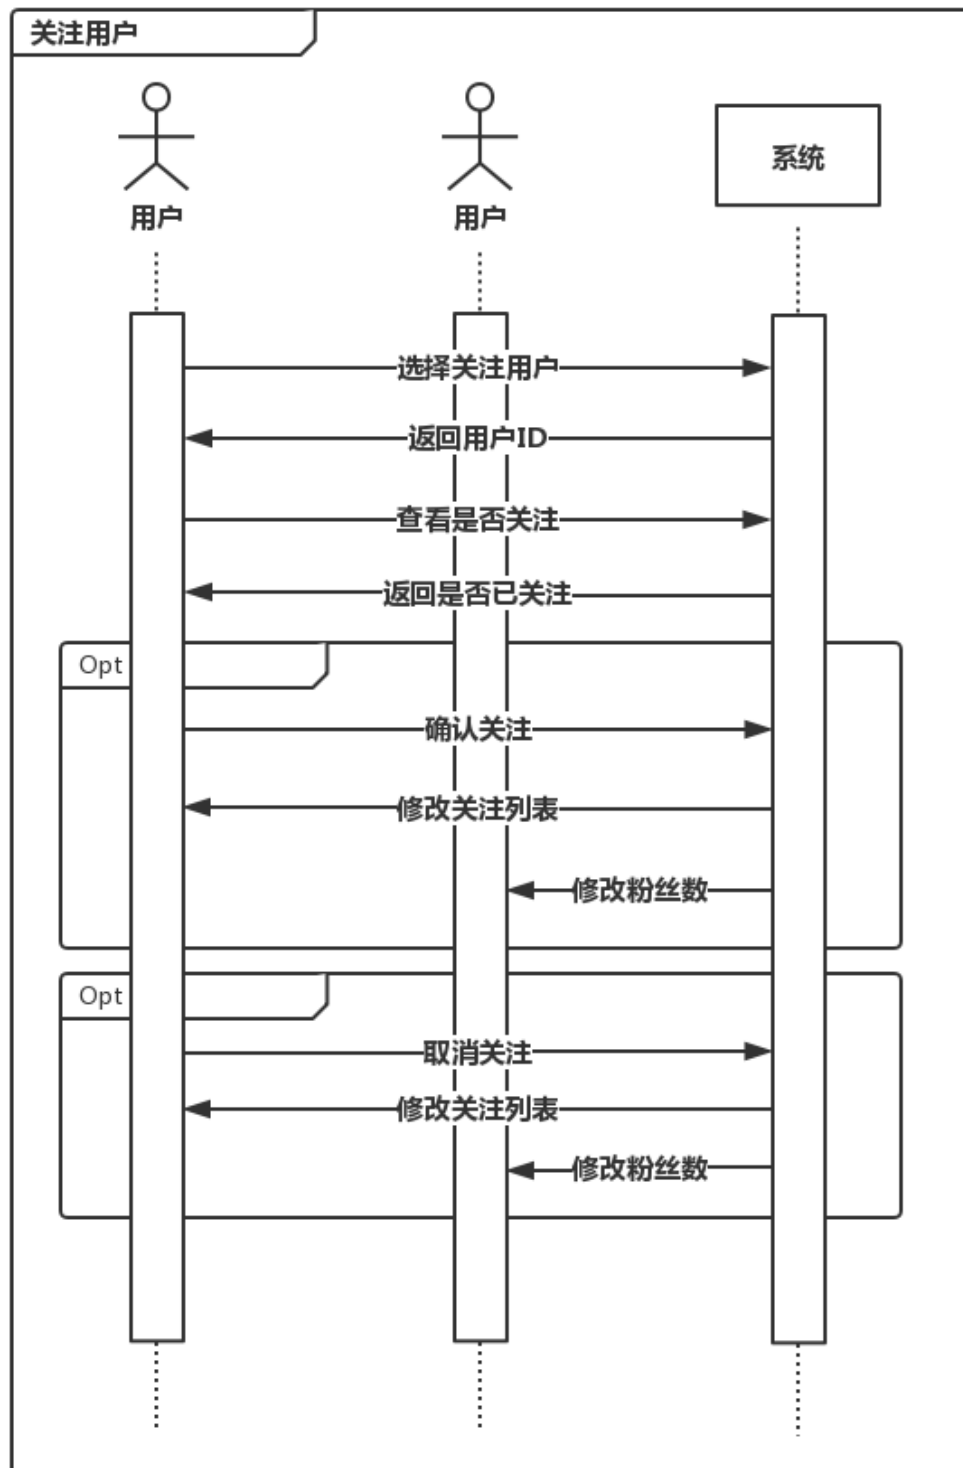 关注用户
用户
用户
系统
选择关注用户
返回用户ID
查看是否关注
返回是否已关注
Opt
确认关注
修改关注列表
修改粉丝数
Opt
取消关注
修改关注列表
修改粉丝数